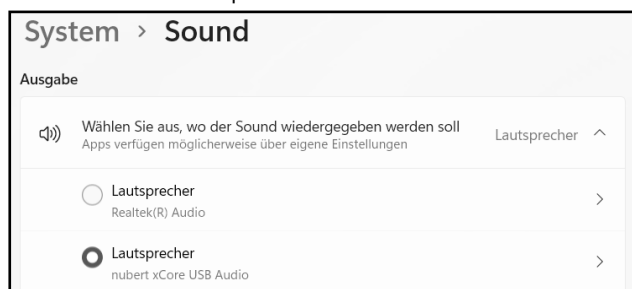 System > Sound
Ausgabe
Wählen Sie aus, wo der Sound wiedergegeben werden soll
Lautsprecher
Apps verfügen möglicherweise über eigene Einstellungen
Lautsprecher
Realtek(R) Audio
Lautsprecher
nubert xCore USB Audio